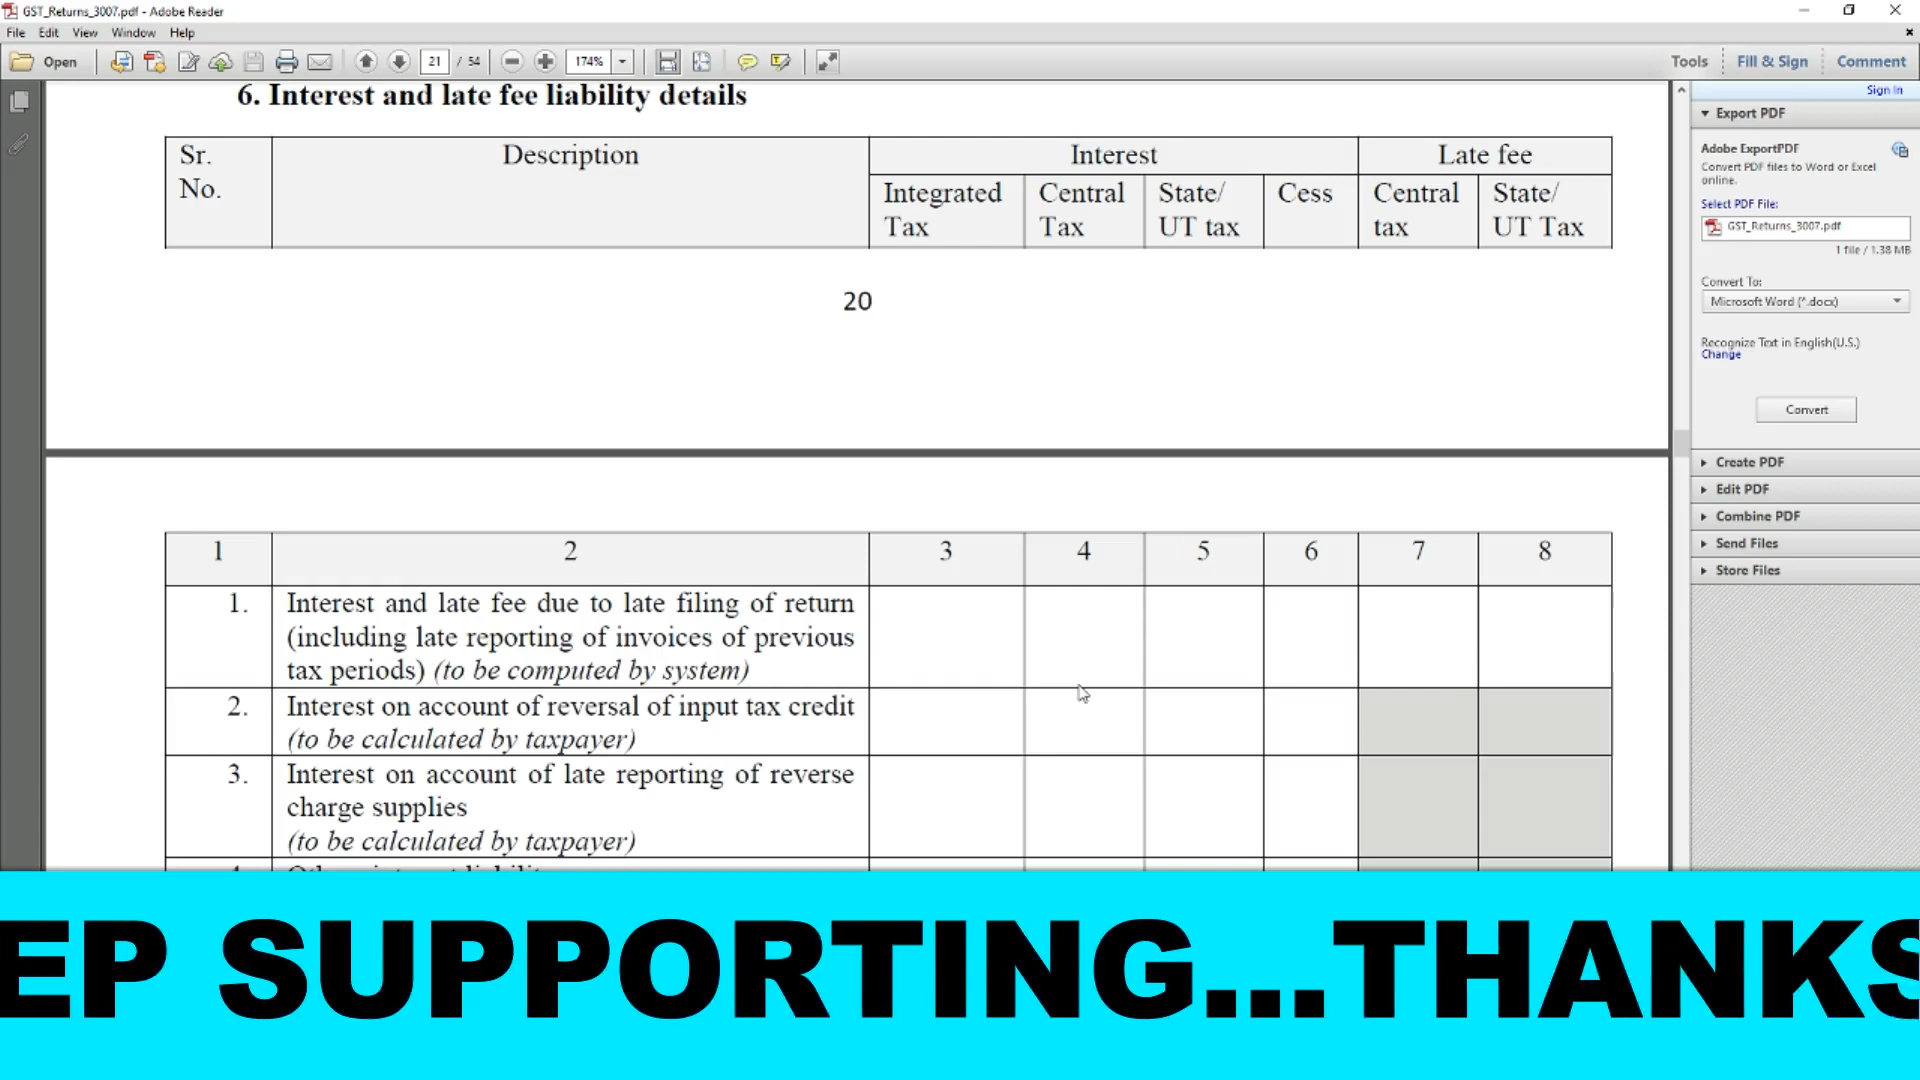 GST_Returns_3007.pdf - Adobe Reader
File Edit View Window Help
Open 21 / 54 174% Tools Fill & Sign Comment
Sign In
Export PDF
Adobe ExportPDF
Convert PDF files to Word or Excel
online.
Select PDF File:
GST_Returns_3007.pdf
1 file / 1.38 MB
Convert To:
Microsoft Word (*.docx)
Recognize Text in English(U.S.)
Change
Convert
Create PDF
Edit PDF
Combine PDF
Send Files
Store Files
6. Interest and late fee liability details
Sr. Description Interest Late fee
No. Integrated Central State/ Cess Central State/
Tax Tax UT tax tax UT Tax
20
1 2 3 4 5 6 7 8
1. Interest and late fee due to late filing of return
(including late reporting of invoices of previous
tax periods) (to be computed by system)
2. Interest on account of reversal of input tax credit
(to be calculated by taxpayer)
3. Interest on account of late reporting of reverse
charge supplies
(to be calculated by taxpayer)
EP SUPPORTING...THANKS